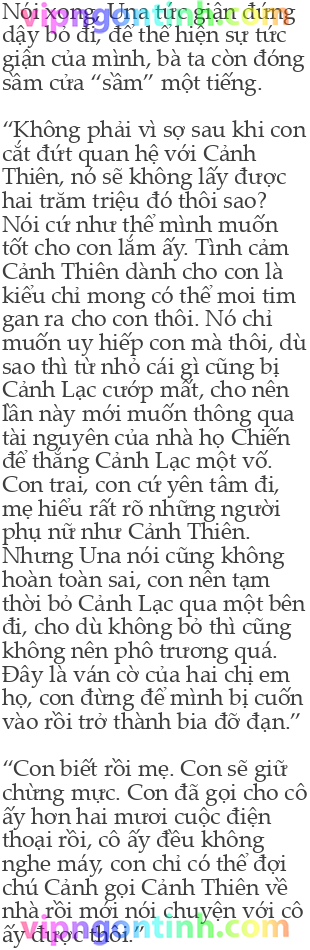 Nói xong, Una tức giận đứng
dậy bỏ đi, để thể hiện sự tức
giận của mình, bà ta còn đóng
sầm cửa “sầm” một tiếng.

“Không phải vì sợ sau khi con
cắt đứt quan hệ với Cảnh
Thiên, nó sẽ không lấy được
hai trăm triệu đó thôi sao?
Nói cứ như thể mình muốn
tốt cho con lắm ấy. Tình cảm
Cảnh Thiên dành cho con là
kiểu chỉ mong có thể moi tim
gan ra cho con thôi. Nó chỉ
muốn uy hiếp con mà thôi, dù
sao thì từ nhỏ cái gì cũng bị
Cảnh Lạc cướp mất, cho nên
lần này mới muốn thông qua
tài nguyên của nhà họ Chiến
để thắng Cảnh Lạc một vố.
Con trai, con cứ yên tâm đi,
mẹ hiểu rất rõ những người
phụ nữ như Cảnh Thiên.
Nhưng Una nói cũng không
hoàn toàn sai, con nên tạm
thời bỏ Cảnh Lạc qua một bên
đi, cho dù không bỏ thì cũng
không nên phô trương quá.
Đây là ván cờ của hai chị em
họ, con đừng để mình bị cuốn
vào rồi trở thành bia đỡ đạn.”

“Con biết rồi mẹ. Con sẽ giữ
chừng mực. Con đã gọi cho cô
ấy hơn hai mươi cuộc điện
thoại rồi, cô ấy đều không
nghe máy, con chỉ có thể đợi
chú Cảnh gọi Cảnh Thiên về
nhà rồi mới nói chuyện với cô
ấy được thôi.”
vipngontinh.com
vipngontinh.com